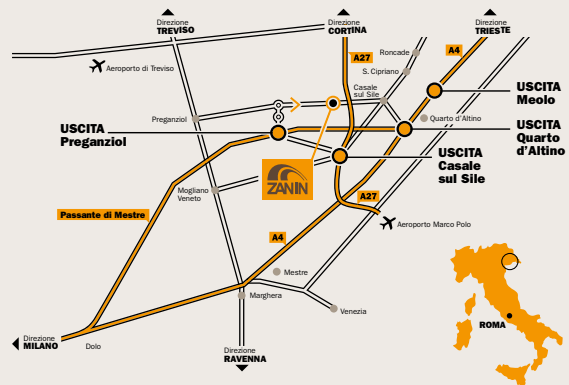 Direzione
TREVISO
Direzione
CORTINA
Direzione
TRIESTE
A27
A4
Roncade
S. Cipriano
Aeroporto di Treviso
Casale
sul Sile
USCITA
Meolo
Preganziol
Quarto d'Altino
USCITA
Preganziol
USCITA
Quarto
d'Altino
USCITA
Casale
sul Sile
ZANIN
Mogliano
Veneto
A27
Passante di Mestre
Aeroporto Marco Polo
A4
Mestre
Marghera
Venezia
ROMA
Direzione
MILANO
Dolo
Direzione
RAVENNA